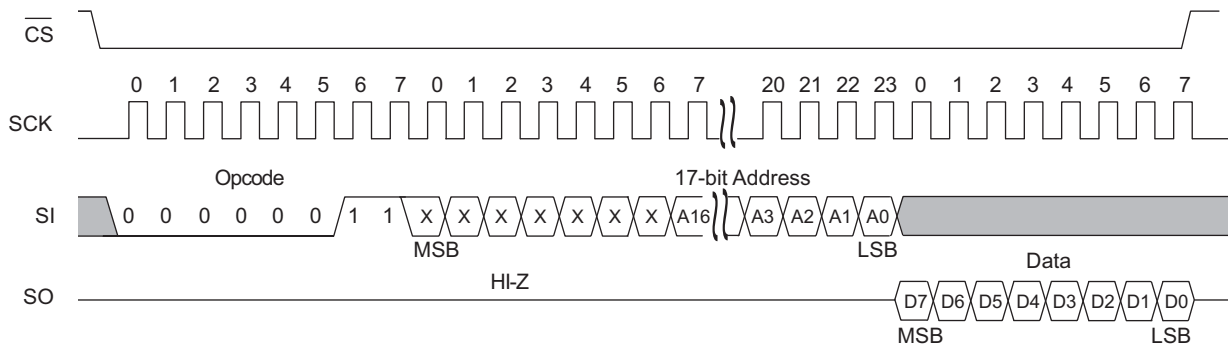 CS
0 1 2 3 4 5 6 7 0 1 2 3 4 5 6 7 20 21 22 23 0 1 2 3 4 5 6 7
SCK
Opcode 17-bit Address
SI 0 0 0 0 0 0 1 1 X X X X X X X A16 A3 A2 A1 A0
MSB LSB
HI-Z Data
SO D7 D6 D5 D4 D3 D2 D1 D0
MSB LSB